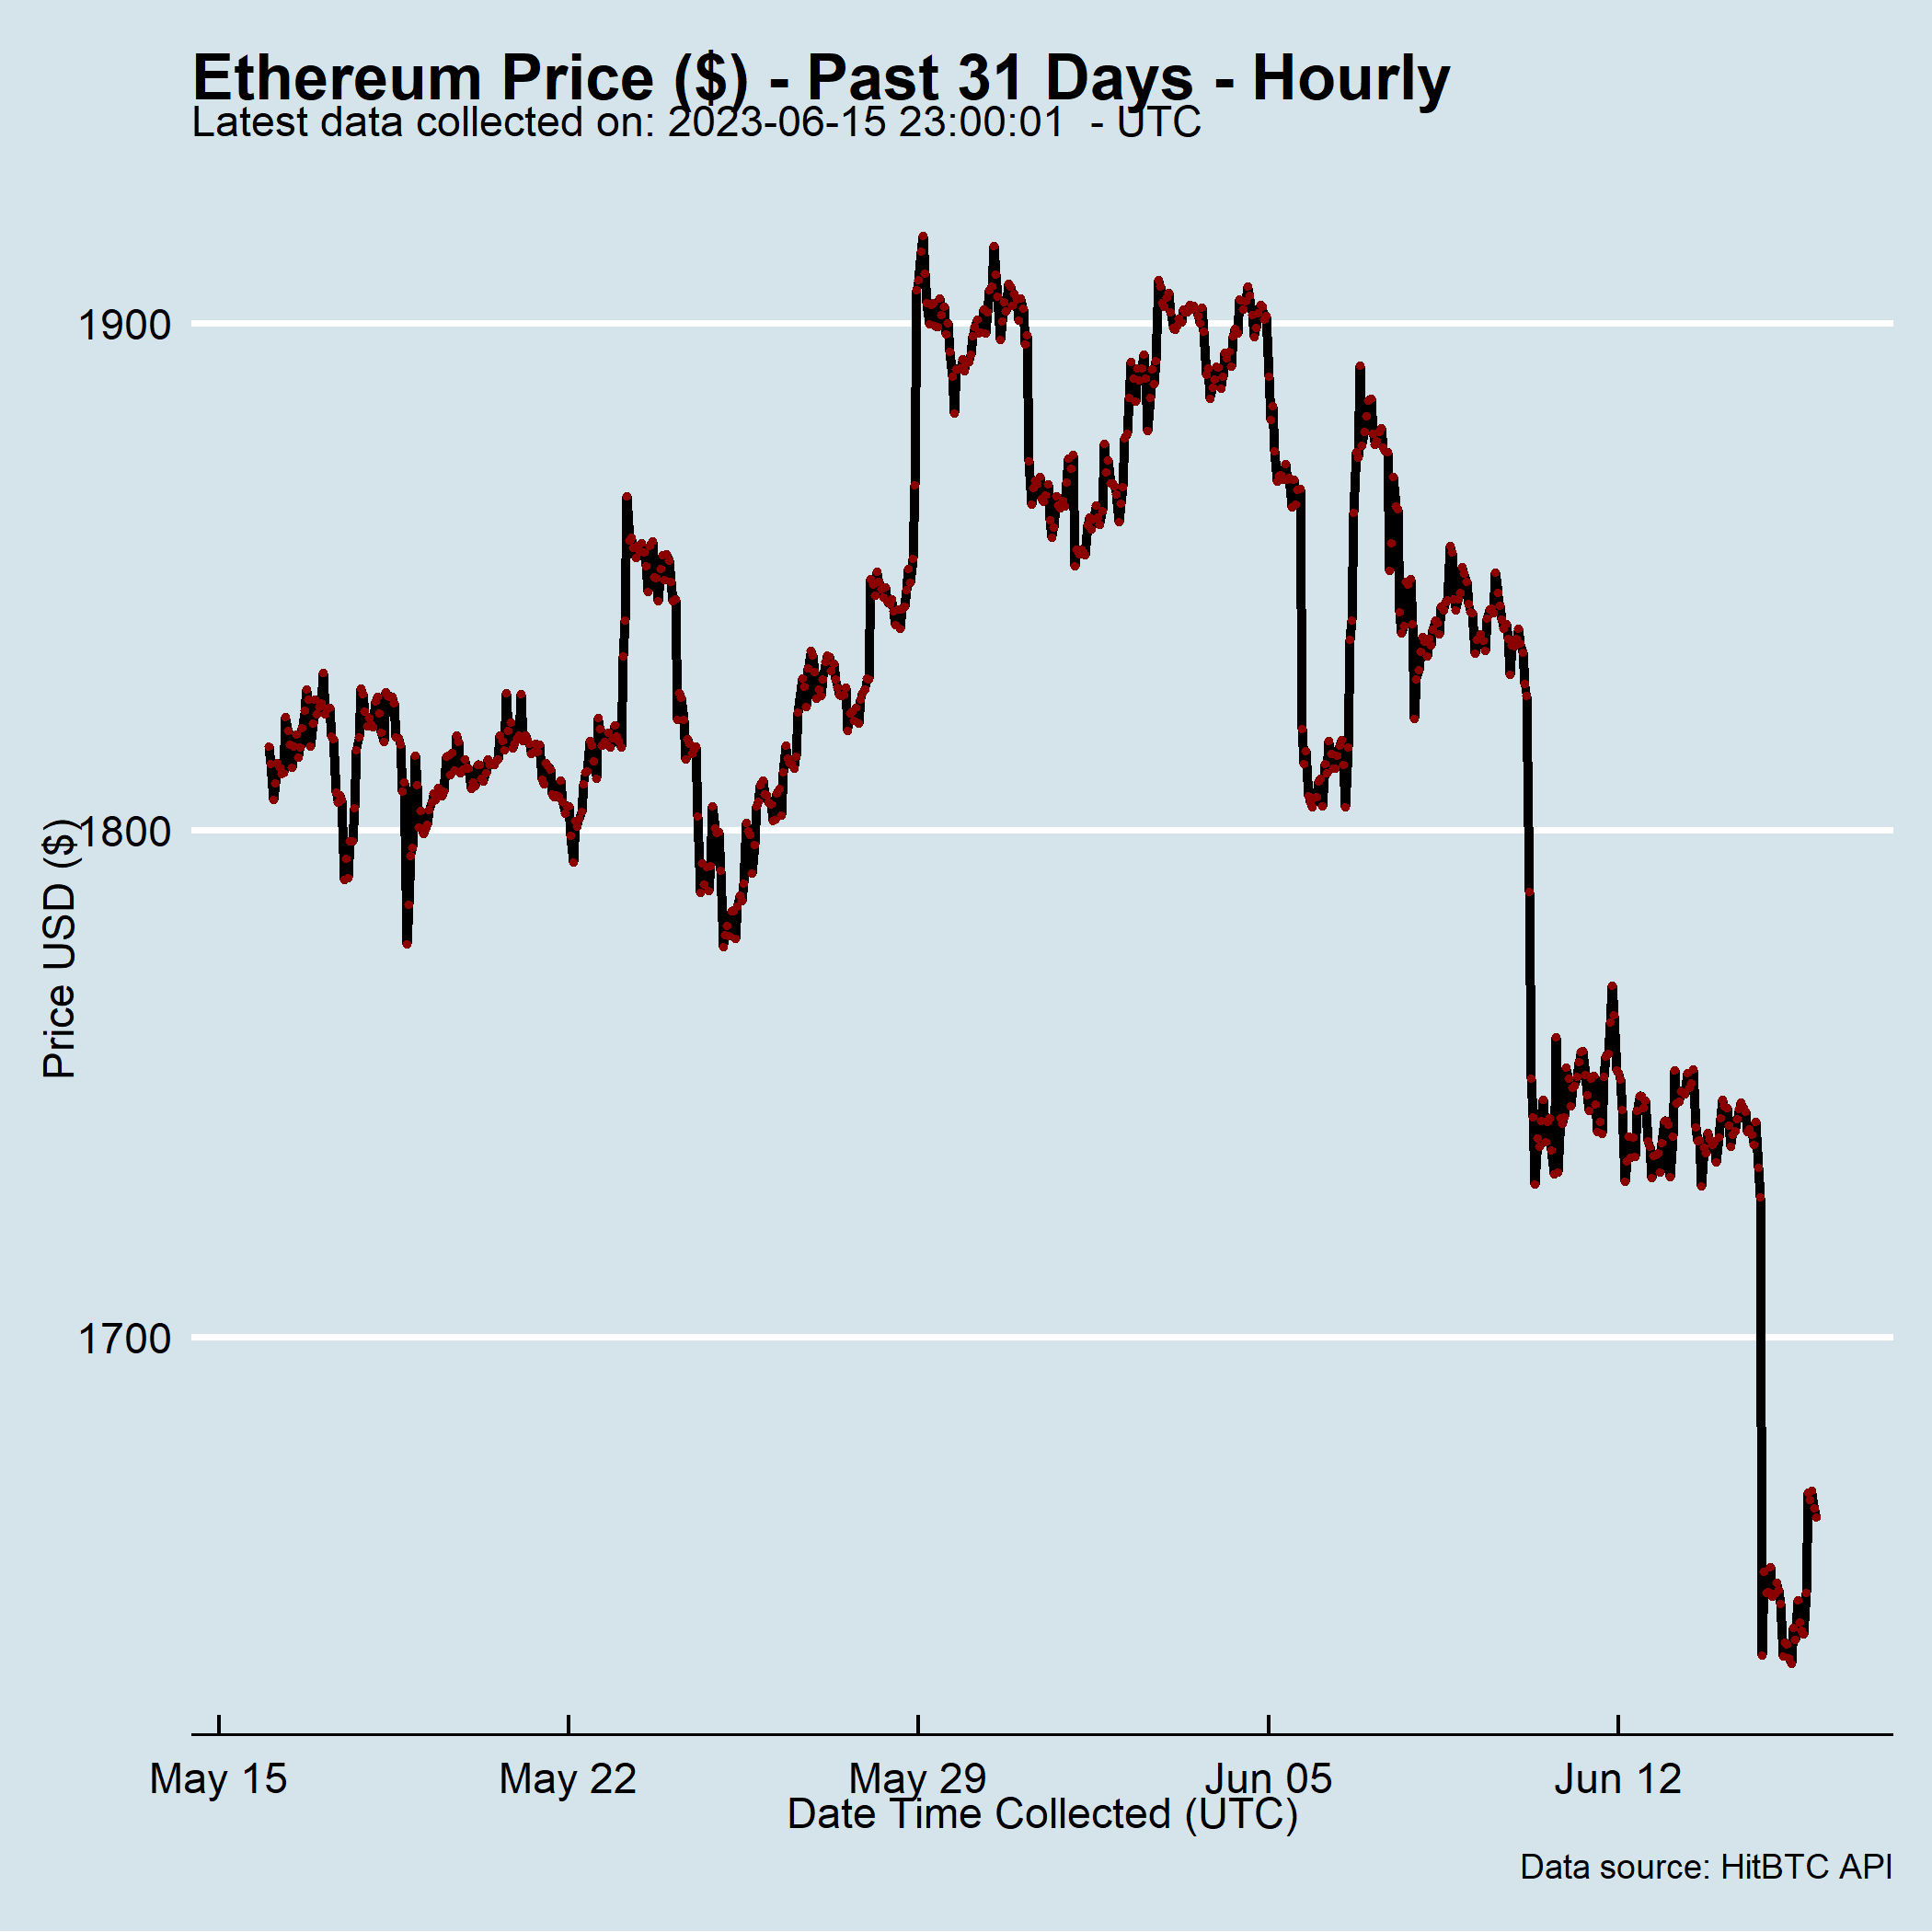 Ethereum Price ($) - Past 31 Days - Hourly
Latest data collected on: 2023-06-15 23:00:01  - UTC
Price USD ($)
1900
1800
1700
May 15
May 22
May 29
Jun 05
Jun 12
Date Time Collected (UTC)
Data source: HitBTC API